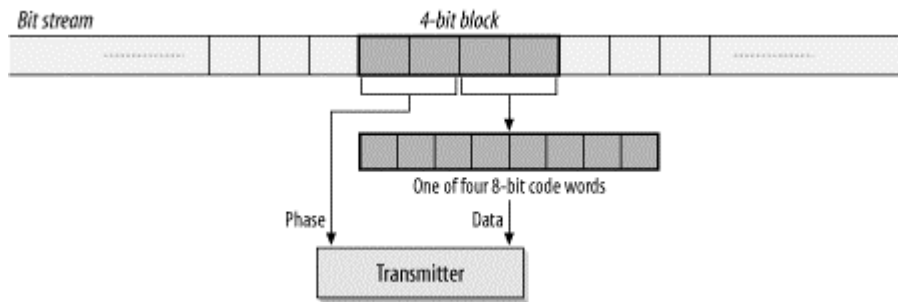 Bit stream
4-bit block
One of four 8-bit code words
Phase
Data
Transmitter